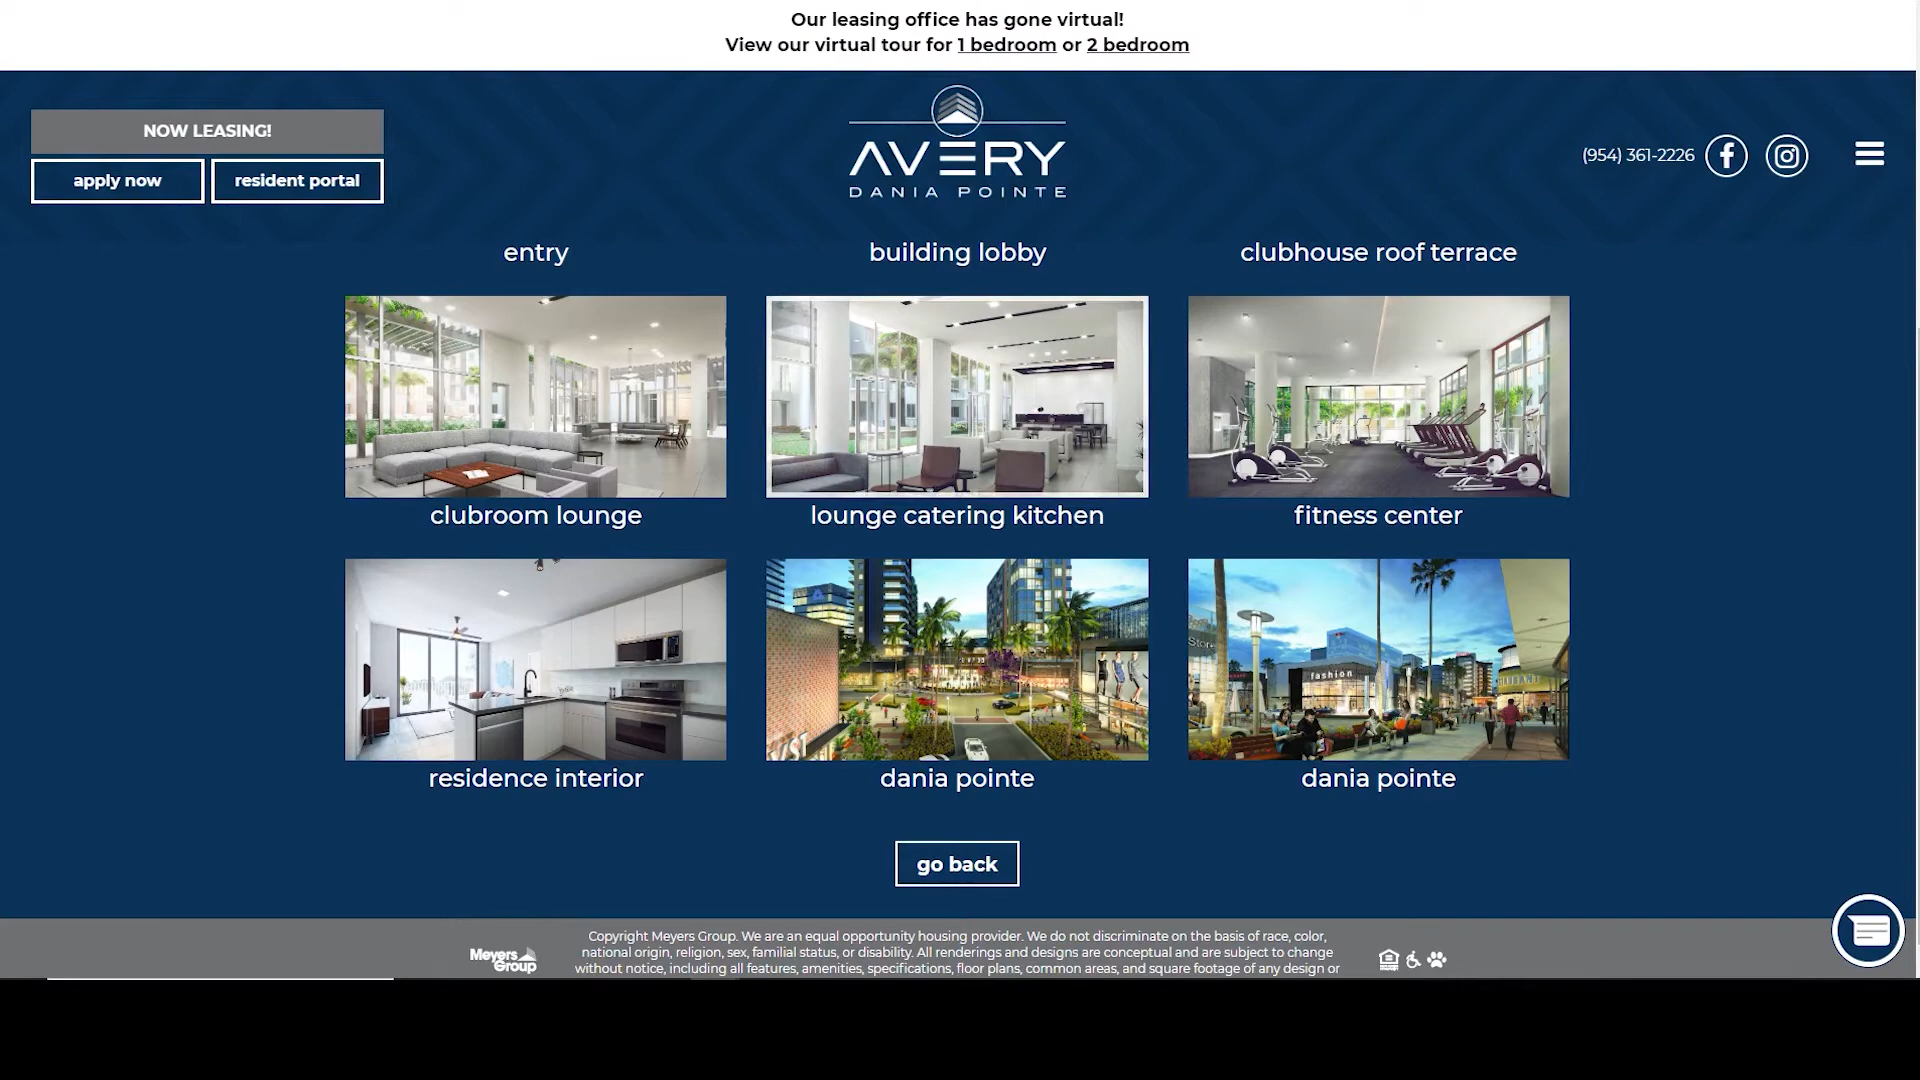 Our leasing office has gone virtual!
View our virtual tour for 1 bedroom or 2 bedroom
NOW LEASING!
apply now
resident portal
AVERY
DANIA POINTE
(954) 361-2226
entry
building lobby
clubhouse roof terrace
clubroom lounge
lounge catering kitchen
fitness center
Store
fashion
residence interior
dania pointe
dania pointe
go back
Meyers
Group
Copyright Meyers Group. We are an equal opportunity housing provider. We do not discriminate on the basis of race, color,
national origin, religion, sex, familial status, or disability. All renderings and designs are conceptual and are subject to change
without notice, including all features, amenities, specifications, floor plans, common areas, and square footage of any design or